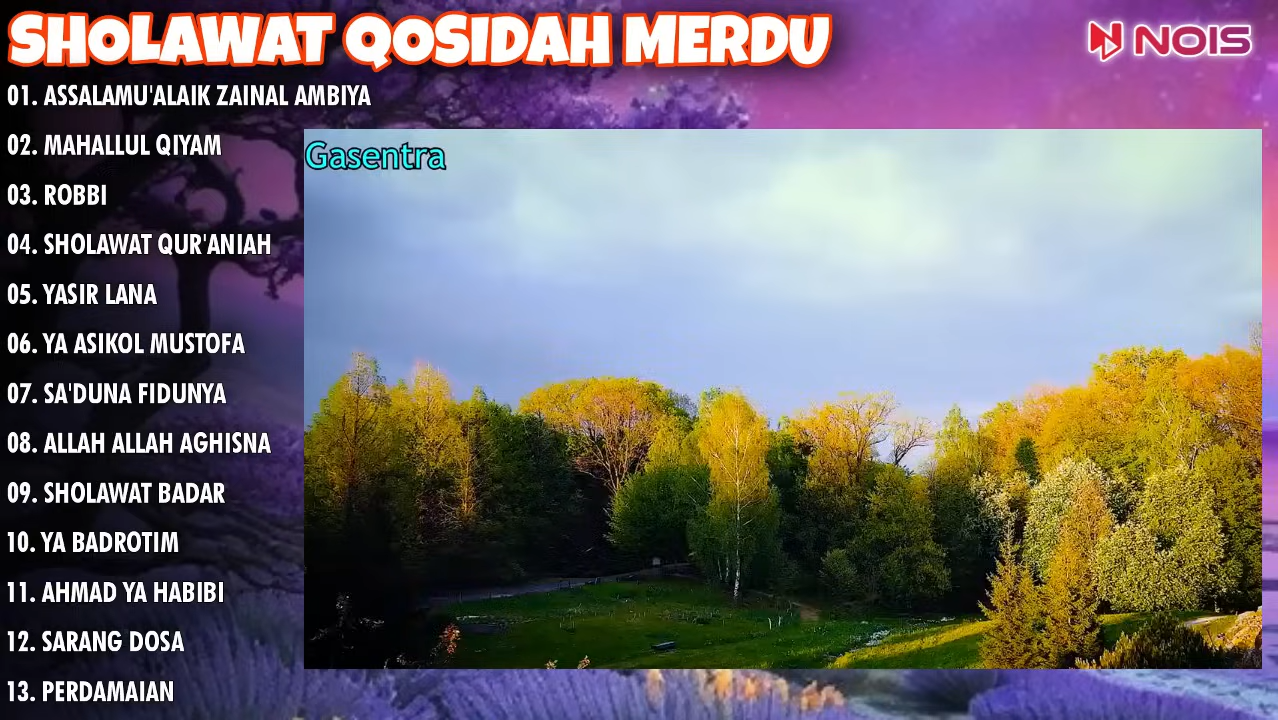 SHOLAWAT QOSIDAH MERDU
NOIS
01. ASSALAMU'ALAIK ZAINAL AMBIYA
02. MAHALLUL QIYAM
03. ROBBI
04. SHOLAWAT QUR'ANIAH
05. YASIR LANA
06. YA ASIKOL MUSTOFA
07. SA'DUNA FIDUNYA
08. ALLAH ALLAH AGHISNA
09. SHOLAWAT BADAR
10. YA BADROTIM
11. AHMAD YA HABIBI
12. SARANG DOSA
13. PERDAMAIAN
Gasentra